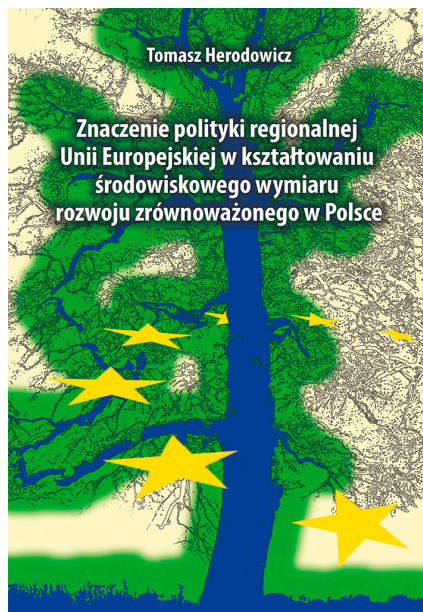 Tomasz Herodowicz
Znaczenie polityki regionalnej
Unii Europejskiej w kształtowaniu
środowiskowego wymiaru
rozwoju zrównoważonego w Polsce